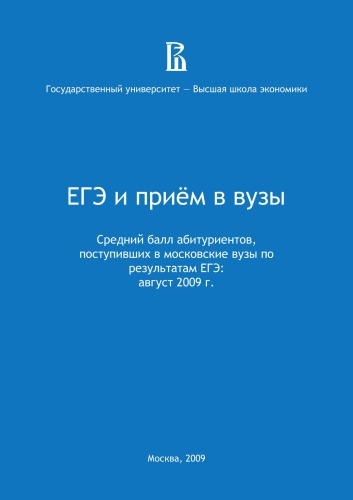 Государственный университет — Высшая школа экономики
ЕГЭ и приём в вузы
Средний балл абитуриентов,
поступивших в московские вузы по
результатам ЕГЭ:
август 2009 г.
Москва, 2009